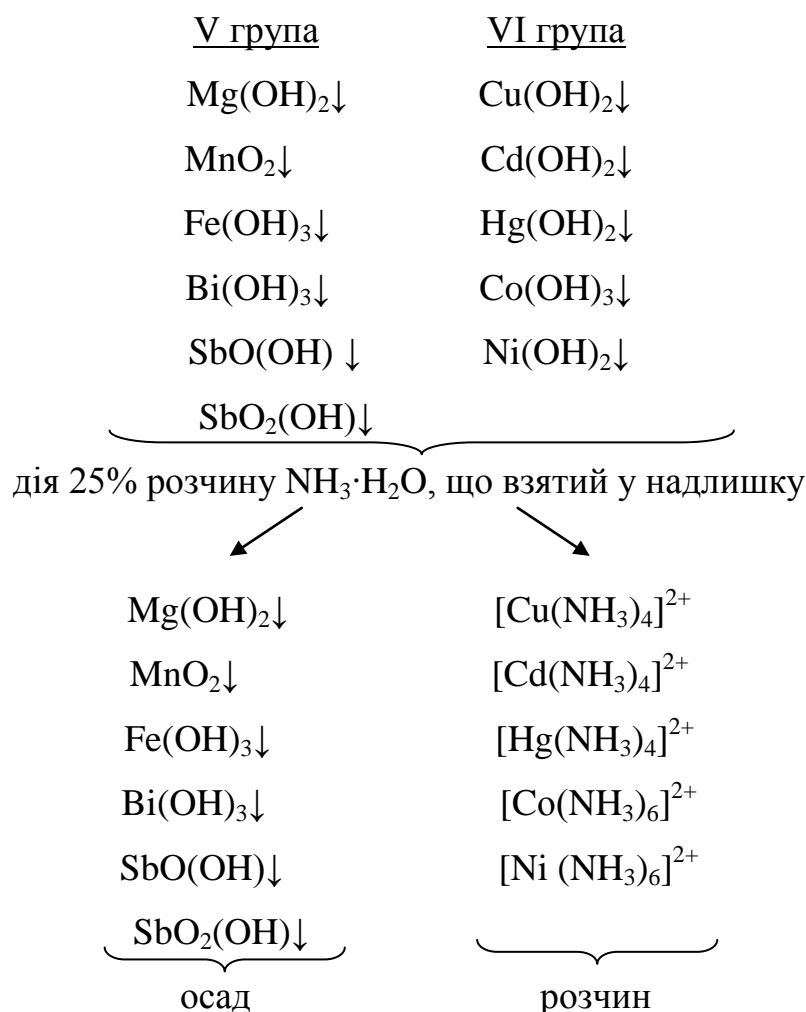 V група VI група
Mg(OH)₂↓ Cu(OH)₂↓
MnO₂↓ Cd(OH)₂↓
Fe(OH)₃↓ Hg(OH)₂↓
Bi(OH)₃↓ Co(OH)₃↓
SbO(OH) ↓ Ni(OH)₂↓
SbO₂(OH)↓
дія 25% розчину NH₃·H₂O, що взятий у надлишку
Mg(OH)₂↓ [Cu(NH₃)₄]²⁺
MnO₂↓ [Cd(NH₃)₄]²⁺
Fe(OH)₃↓ [Hg(NH₃)₄]²⁺
Bi(OH)₃↓ [Co(NH₃)₆]²⁺
SbO(OH)↓ [Ni (NH₃)₆]²⁺
SbO₂(OH)↓
осад розчин